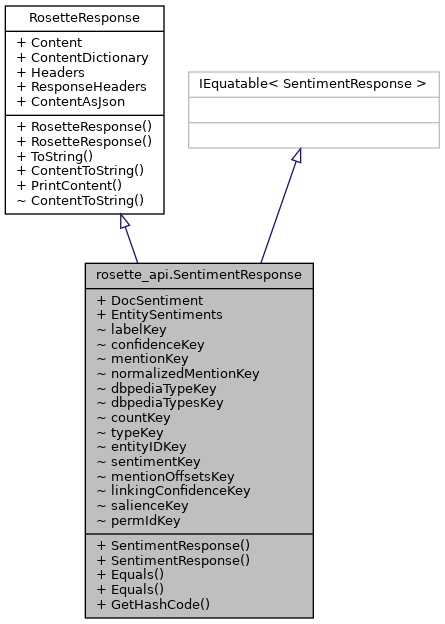 RosetteResponse
+ Content
+ ContentDictionary
+ Headers
+ ResponseHeaders
+ ContentAsJson
+ RosetteResponse()
+ RosetteResponse()
+ ToString()
+ ContentToString()
+ PrintContent()
~ ContentToString()
IEquatable< SentimentResponse >
rosette_api.SentimentResponse
+ DocSentiment
+ EntitySentiments
~ labelKey
~ confidenceKey
~ mentionKey
~ normalizedMentionKey
~ dbpediaTypeKey
~ dbpediaTypesKey
~ countKey
~ typeKey
~ entityIDKey
~ sentimentKey
~ mentionOffsetsKey
~ linkingConfidenceKey
~ salienceKey
~ permIdKey
+ SentimentResponse()
+ SentimentResponse()
+ Equals()
+ Equals()
+ GetHashCode()